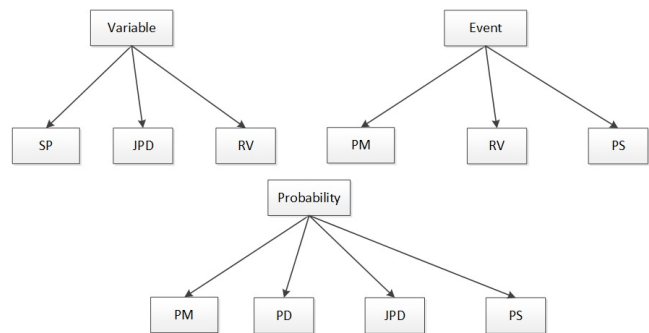 Variable
Event
SP
JPD
RV
PM
RV
PS
Probability
PM
PD
JPD
PS